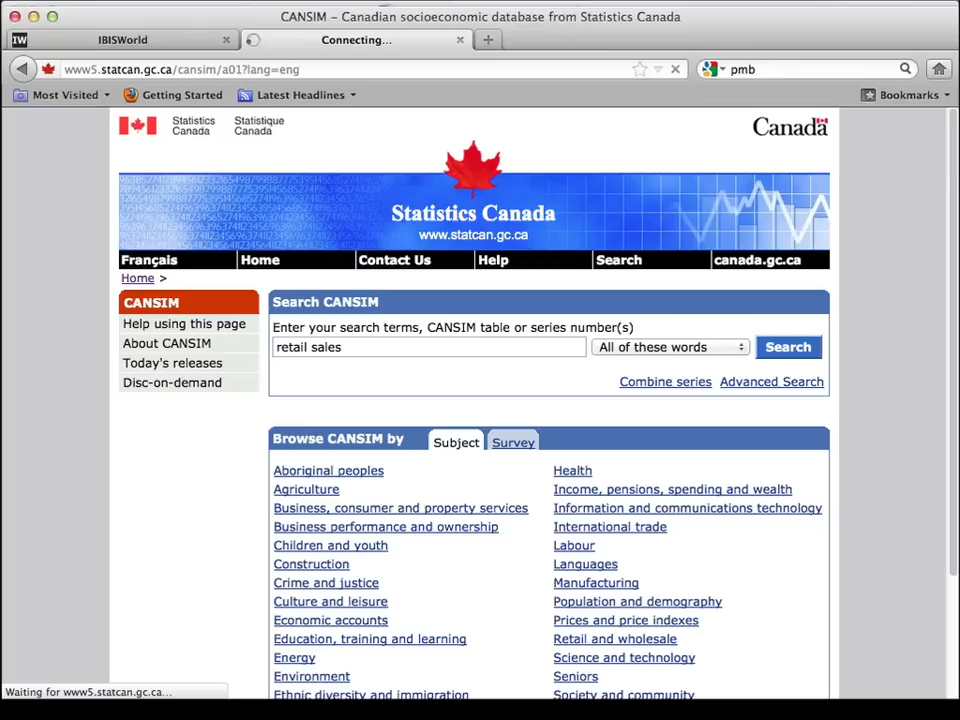 CANSIM – Canadian socioeconomic database from Statistics Canada
IW IBISWorld Connecting...
www5.statcan.gc.ca/cansim/a01?lang=eng pmb
Most Visited Getting Started Latest Headlines Bookmarks
Statistics Canada Statistique Canada Canada
Statistics Canada
www.statcan.gc.ca
Français Home Contact Us Help Search canada.gc.ca
Home >
CANSIM
Help using this page
About CANSIM
Today's releases
Disc-on-demand
Search CANSIM
Enter your search terms, CANSIM table or series number(s)
retail sales All of these words Search
Combine series Advanced Search
Browse CANSIM by Subject Survey
Aboriginal peoples
Agriculture
Business, consumer and property services
Business performance and ownership
Children and youth
Construction
Crime and justice
Culture and leisure
Economic accounts
Education, training and learning
Energy
Environment
Ethnic diversity and immigration
Health
Income, pensions, spending and wealth
Information and communications technology
International trade
Labour
Languages
Manufacturing
Population and demography
Prices and price indexes
Retail and wholesale
Science and technology
Seniors
Society and community
Waiting for www5.statcan.gc.ca...